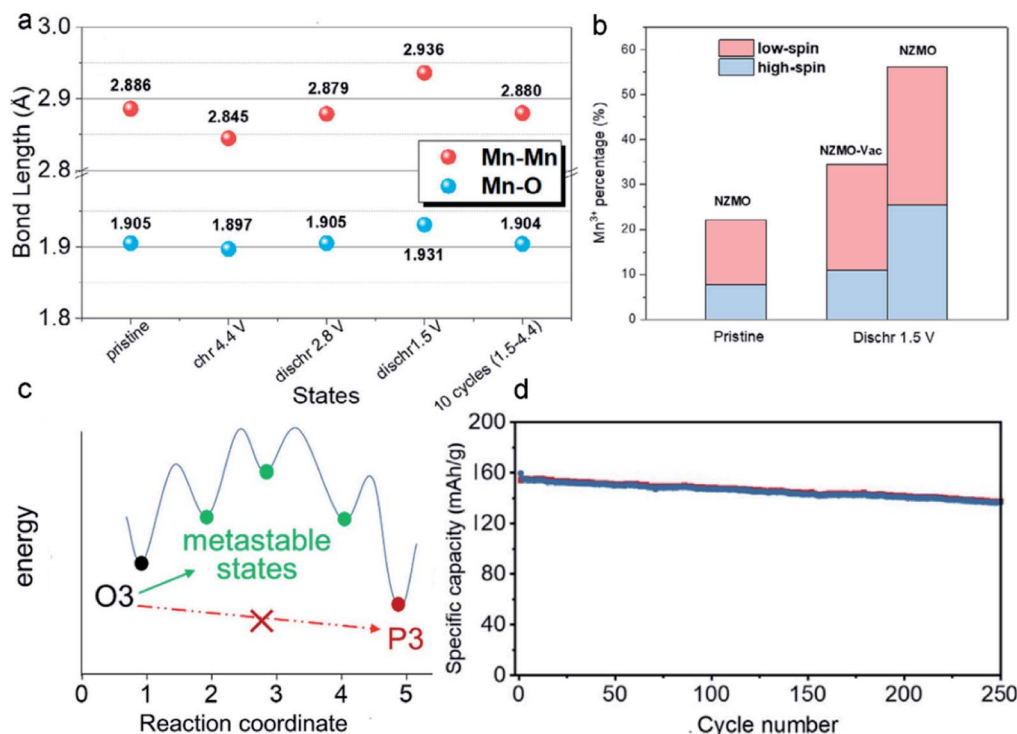 a
Bond Length (Å)
3.0
2.9
2.8
1.9
1.8
2.886
2.845
2.879
2.936
2.880
Mn-Mn
Mn-O
1.905
1.897
1.905
1.931
1.904
pristine
chr 4.4 V
dischr 2.8 V
dischr1.5 V
10 cycles (1.5-4.4)
States
b
Mn³⁺ percentage (%)
60
50
40
30
20
10
0
low-spin
high-spin
NZMO
NZMO-Vac
NZMO
Pristine
Dischr 1.5 V
c
energy
metastable
states
O3
P3
0 1 2 3 4 5
Reaction coordinate
d
Specific capacity (mAh/g)
200
160
120
80
40
0
0 50 100 150 200 250
Cycle number